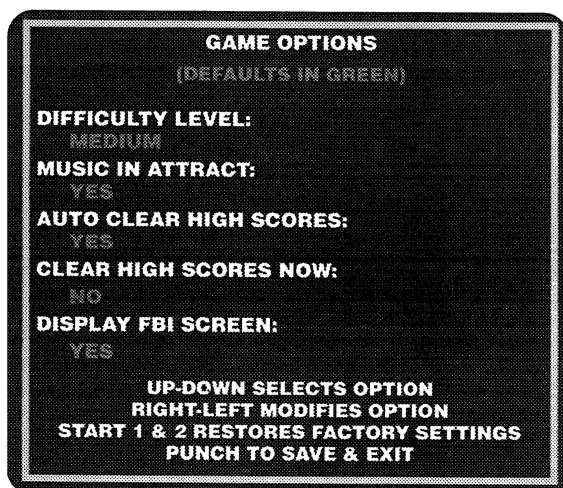 GAME OPTIONS
(DEFAULTS IN GREEN)
DIFFICULTY LEVEL:
MEDIUM
MUSIC IN ATTRACT:
YES
AUTO CLEAR HIGH SCORES:
YES
CLEAR HIGH SCORES NOW:
NO
DISPLAY FBI SCREEN:
YES
UP-DOWN SELECTS OPTION
RIGHT-LEFT MODIFIES OPTION
START 1 & 2 RESTORES FACTORY SETTINGS
PUNCH TO SAVE & EXIT